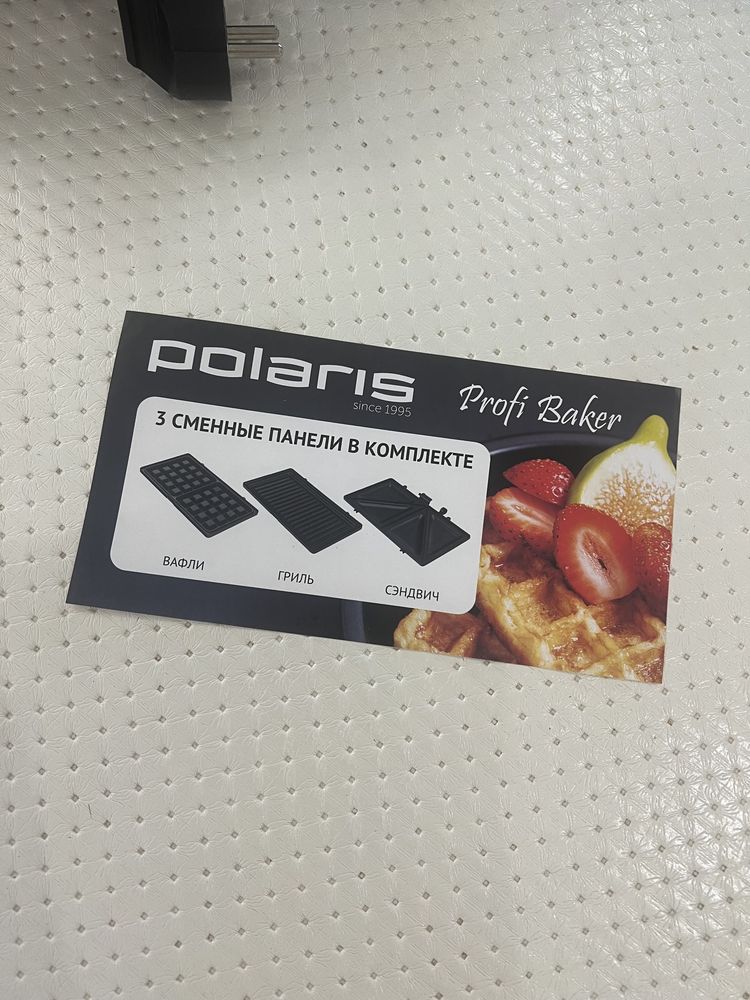 polaris
since 1995
Profi Baker
3 СМЕННЫЕ ПАНЕЛИ В КОМПЛЕКТЕ
ВАФЛИ
ГРИЛЬ
СЭНДВИЧ